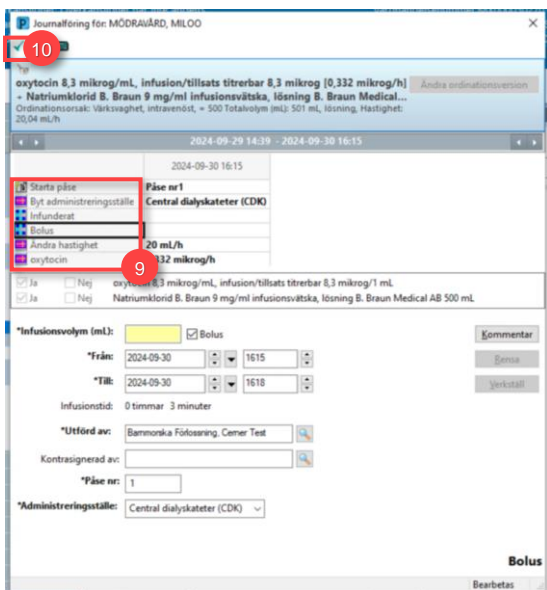 Journalföring för: MÖDRAVÅRD, MILOO
10
oxytocin 8,3 mikrog/mL, infusion/tillsats titrerbar 8,3 mikrog [0,332 mikrog/h]
+ Natriumklorid B. Braun 9 mg/ml infusionsvätska, lösning B. Braun Medical...
Ändra ordinationsversion
Ordinationsorsak: Värksvaghet, intravenöst, = 500 Totalvolym (mL): 501 mL, lösning, Hastighet:
20,04 mL/h
2024-09-29 14:39 - 2024-09-30 16:15
2024-09-30 16:15
Starta påse Påse nr1
Byt administreringsställe Central dialyskateter (CDK)
Infunderat
Bolus
Ändra hastighet 20 mL/h
oxytocin 332 mikrog/h
9
Ja Nej oxytocin 8,3 mikrog/mL, infusion/tillsats titrerbar 8,3 mikrog/1 mL
Ja Nej Natriumklorid B. Braun 9 mg/ml infusionsvätska, lösning B. Braun Medical AB 500 mL
*Infusionsvolym (mL): Bolus Kommentar
*Från: 2024-09-30 1615 Rensa
*Till: 2024-09-30 1618 Verkställ
Infusionstid: 0 timmar 3 minuter
*Utförd av: Barnmorska Förlossning, Cerner Test
Kontrasignerad av:
*Påse nr: 1
*Administreringsställe: Central dialyskateter (CDK)
Bolus
Bearbetas